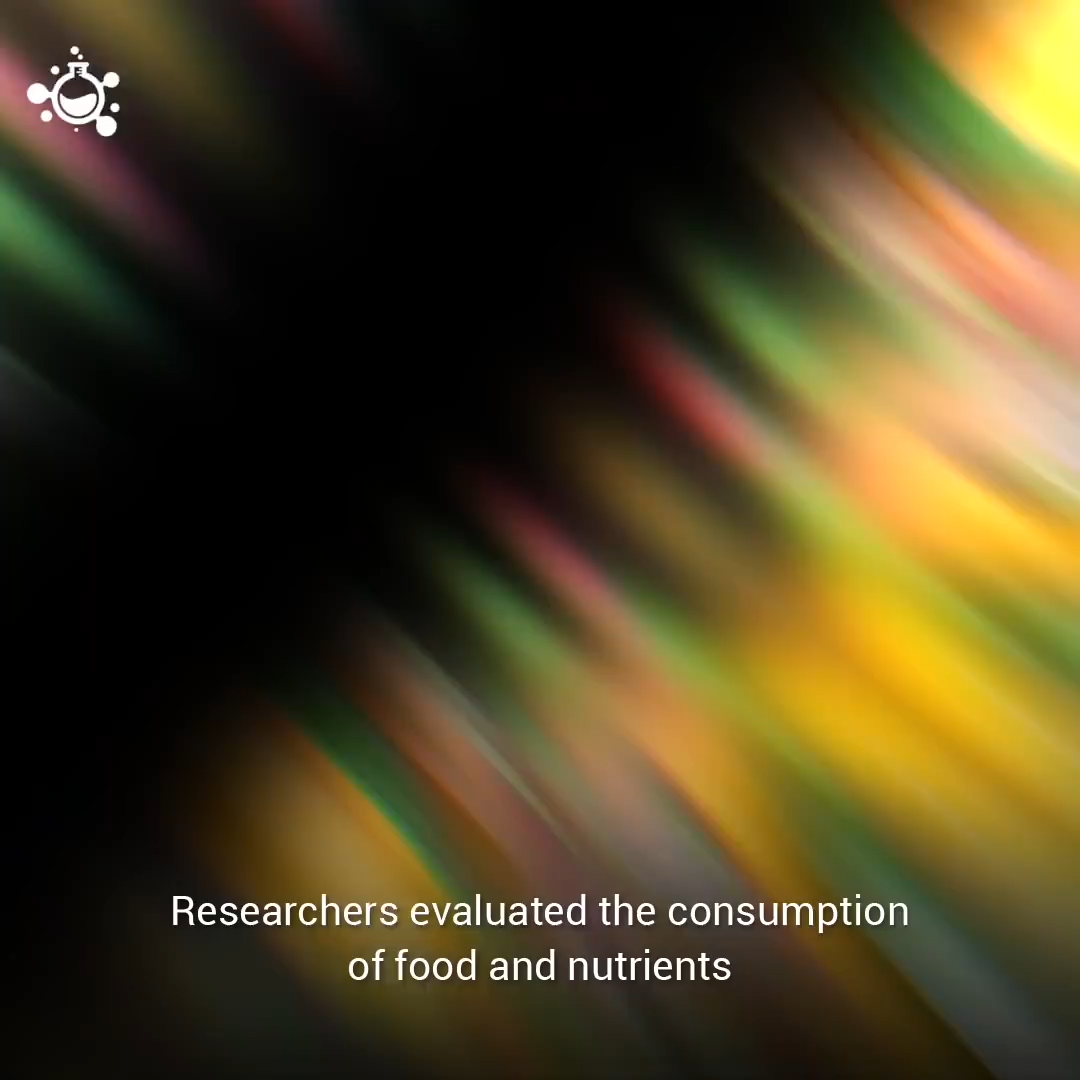 Researchers evaluated the consumption
of food and nutrients